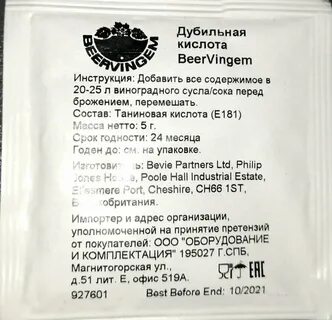 BEERVINGEM
Дубильная
кислота
BeerVingem
Инструкция: Добавить все содержимое в
20-25 л виноградного сусла/сока перед
брожением, перемешать.
Состав: Таниновая кислота (E181)
Масса нетто: 5 г.
Срок годности: 24 месяца
Годен до: см. на упаковке.
Изготовитель: Bevie Partners Ltd, Philip
Jones House, Poole Hall Industrial Estate,
Ellesmere Port, Cheshire, CH66 1ST,
Великобритания.
Импортер и адрес организации,
уполномоченной на принятие претензий
от покупателей: ООО "ОБОРУДОВАНИЕ
И КОМПЛЕКТАЦИЯ" 195027 Г.СПБ,
Магнитогорская ул.,
д.51 лит. Е, офис 519А.
EAC
927601 Best Before End: 10/2021